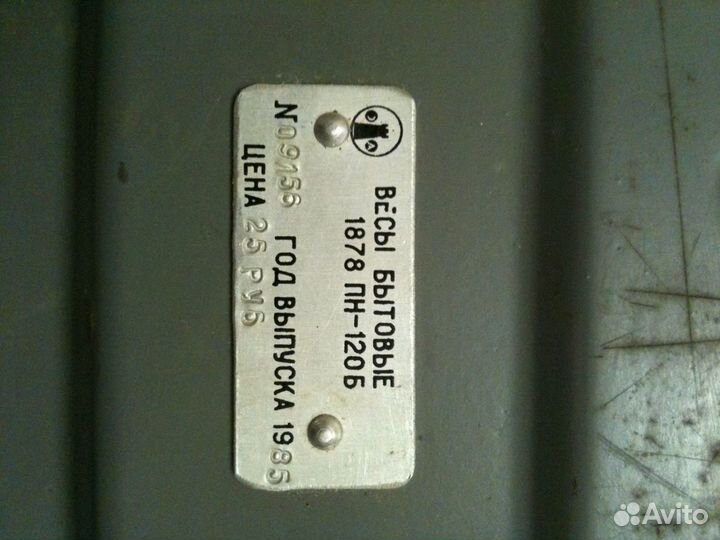 ВЕСЫ БЫТОВЫЕ
1878 ПН-120Б
N09156 ГОД ВЫПУСКА 1985
ЦЕНА 25 РУБ
Avito